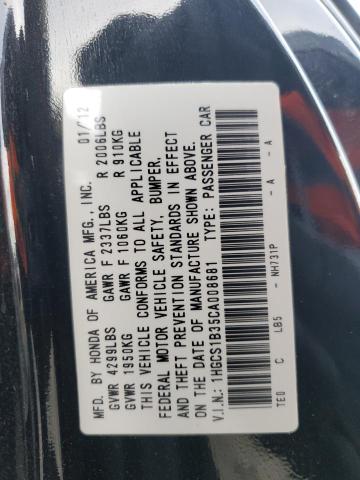 MFD. BY HONDA OF AMERICA MFG., INC. 01/12
GVWR 4299LBS GAWR F 2337LBS R 2006LBS
GVWR 1950KG GAWR F 1060KG R 910KG
THIS VEHICLE CONFORMS TO ALL APPLICABLE
FEDERAL MOTOR VEHICLE SAFETY, BUMPER,
AND THEFT PREVENTION STANDARDS IN EFFECT
ON THE DATE OF MANUFACTURE SHOWN ABOVE.
V.I.N.: 1HGCS1B35CA008681 TYPE: PASSENGER CAR
TE0 C LB5 - NH731P - A - A